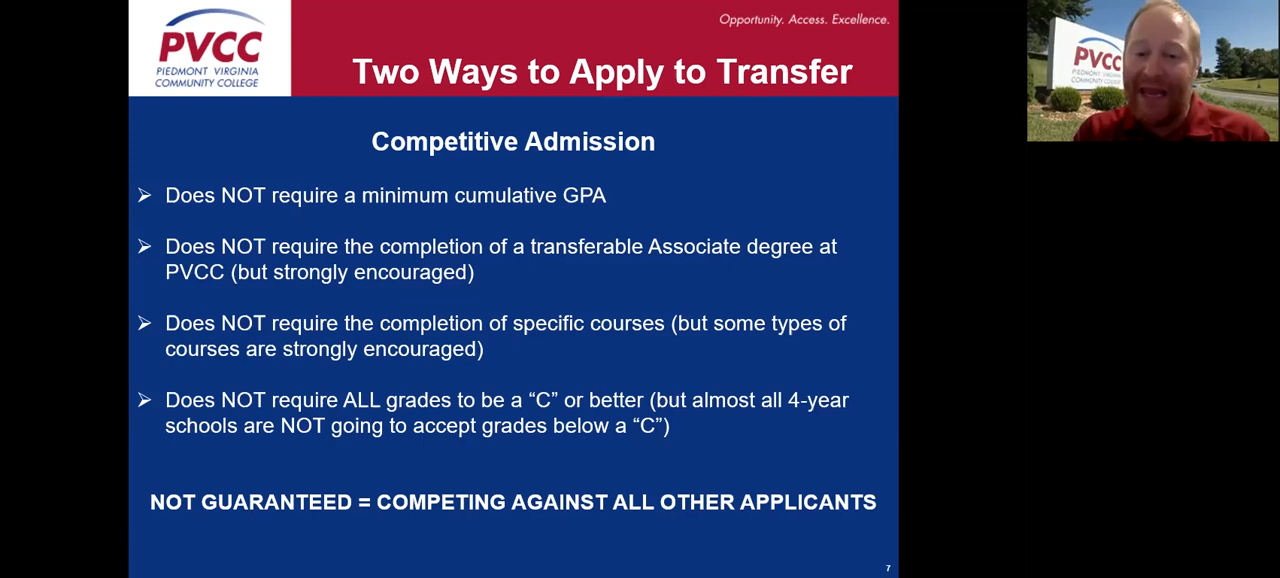 Opportunity. Access. Excellence.
PVCC
PIEDMONT VIRGINIA
COMMUNITY COLLEGE
Two Ways to Apply to Transfer
PVCC
PIEDMONT VIRGINIA
COMMUNITY COLLEGE
Competitive Admission
Does NOT require a minimum cumulative GPA
Does NOT require the completion of a transferable Associate degree at
PVCC (but strongly encouraged)
Does NOT require the completion of specific courses (but some types of
courses are strongly encouraged)
Does NOT require ALL grades to be a “C” or better (but almost all 4-year
schools are NOT going to accept grades below a “C”)
NOT GUARANTEED = COMPETING AGAINST ALL OTHER APPLICANTS
7